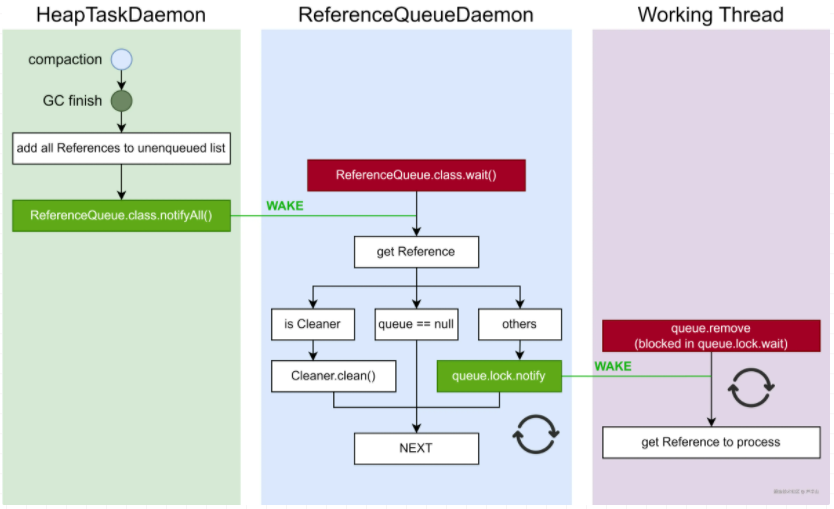 HeapTaskDaemon
ReferenceQueueDaemon
Working Thread
compaction
GC finish
add all References to unenqueued list
ReferenceQueue.class.notifyAll()
WAKE
ReferenceQueue.class.wait()
get Reference
is Cleaner
queue == null
others
Cleaner.clean()
queue.lock.notify
WAKE
NEXT
queue.remove
(blocked in queue.lock.wait)
get Reference to process